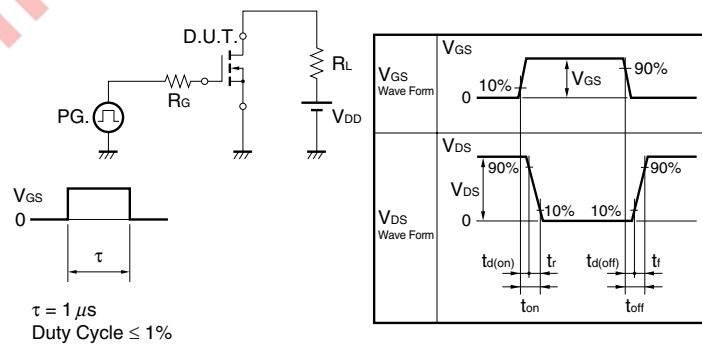 D.U.T.
RL
RG
PG.
VDD
VGS
0
τ
τ = 1 μs
Duty Cycle ≤ 1%
VGS
Wave Form
VGS
10%
0
VGS
90%
VDS
Wave Form
VDS
90%
VDS
0
10%
10%
90%
td(on)
tr
td(off)
tf
ton
toff